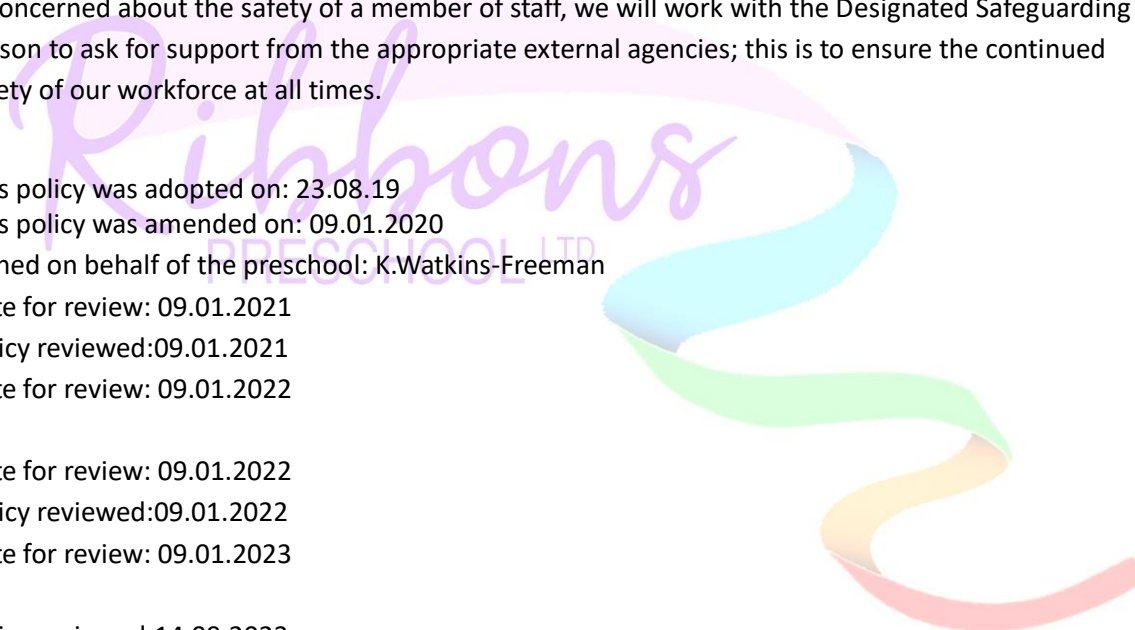 oncerned about the safety of a member of staff, we will work with the Designated Safeguarding
son to ask for support from the appropriate external agencies; this is to ensure the continued
ety of our workforce at all times.
Ribbons
s policy was adopted on: 23.08.19
s policy was amended on: 09.01.2020
PRESCHOOL LTD
ned on behalf of the preschool: K.Watkins-Freeman
te for review: 09.01.2021
icy reviewed:09.01.2021
te for review: 09.01.2022
te for review: 09.01.2022
icy reviewed:09.01.2022
te for review: 09.01.2023